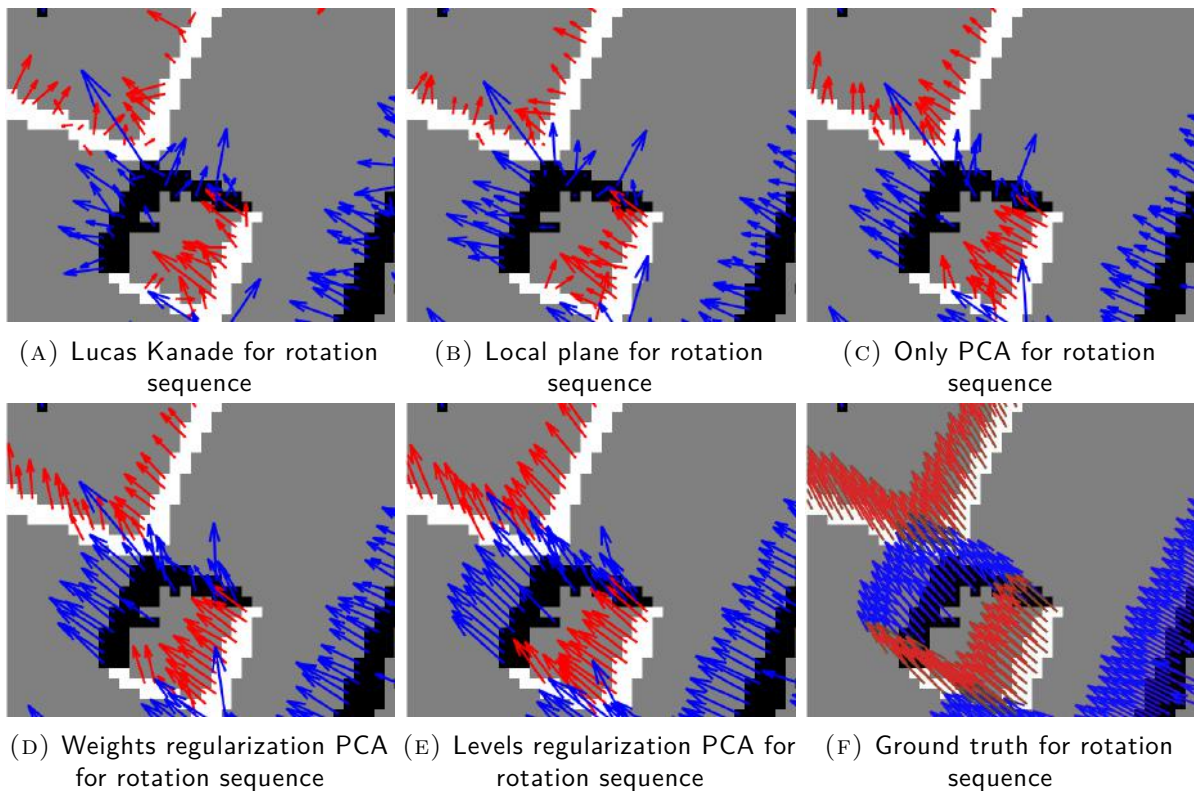 (A) Lucas Kanade for rotation
sequence
(B) Local plane for rotation
sequence
(C) Only PCA for rotation
sequence
(D) Weights regularization PCA
for rotation sequence
(E) Levels regularization PCA for
rotation sequence
(F) Ground truth for rotation
sequence